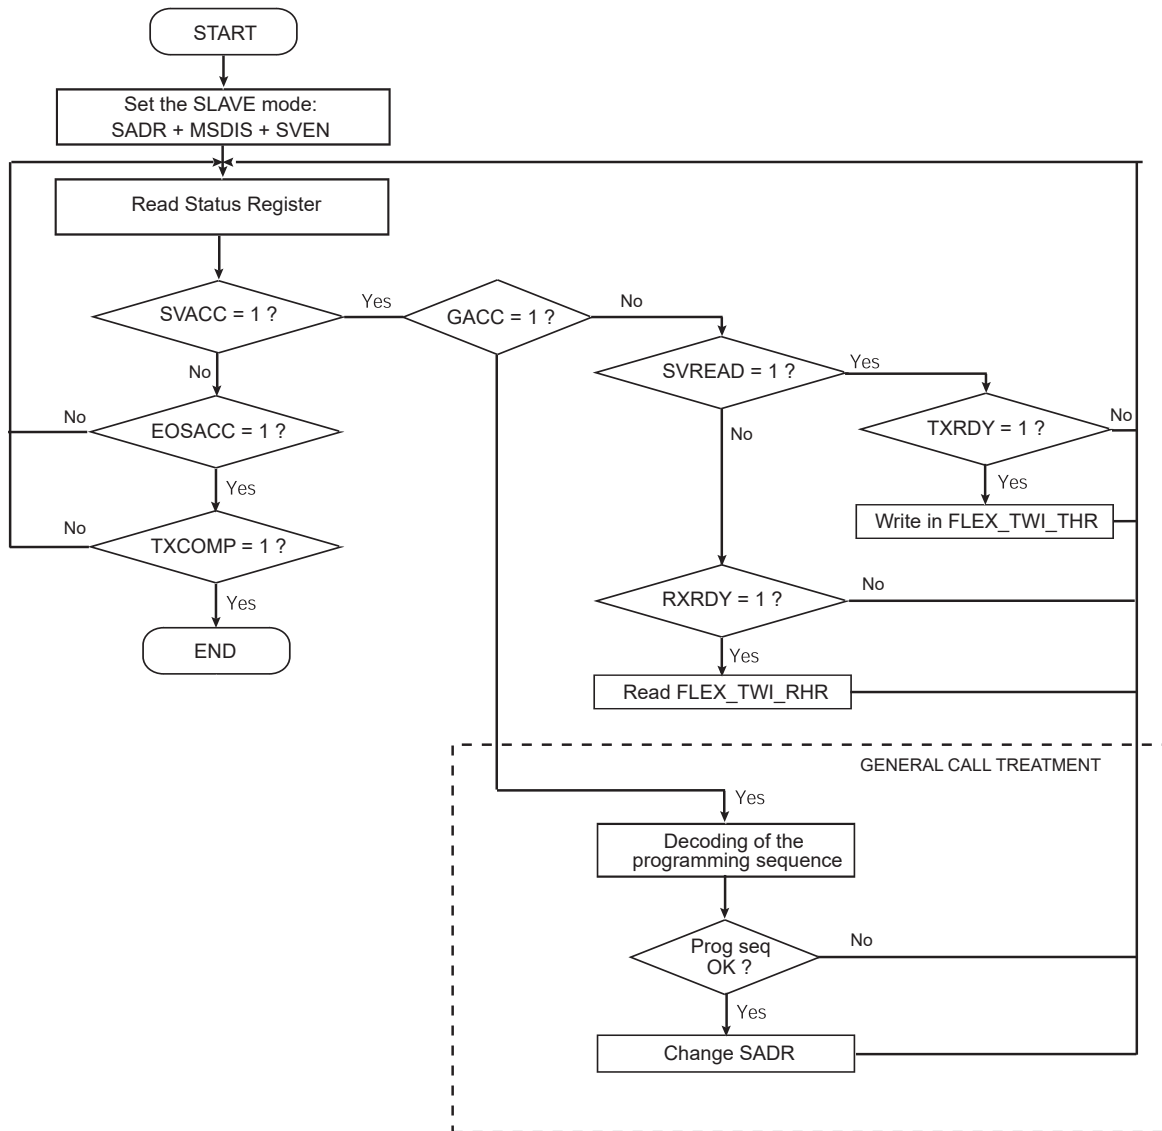 START
Set the SLAVE mode:
SADR + MSDIS + SVEN
Read Status Register
SVACC = 1 ?
Yes
GACC = 1 ?
No
SVREAD = 1 ?
Yes
No
No
EOSACC = 1 ?
TXRDY = 1 ?
No
No
Yes
Yes
Write in FLEX_TWI_THR
No
TXCOMP = 1 ?
Yes
RXRDY = 1 ?
No
END
Yes
Read FLEX_TWI_RHR
GENERAL CALL TREATMENT
Yes
Decoding of the
programming sequence
Prog seq
OK ?
No
Yes
Change SADR